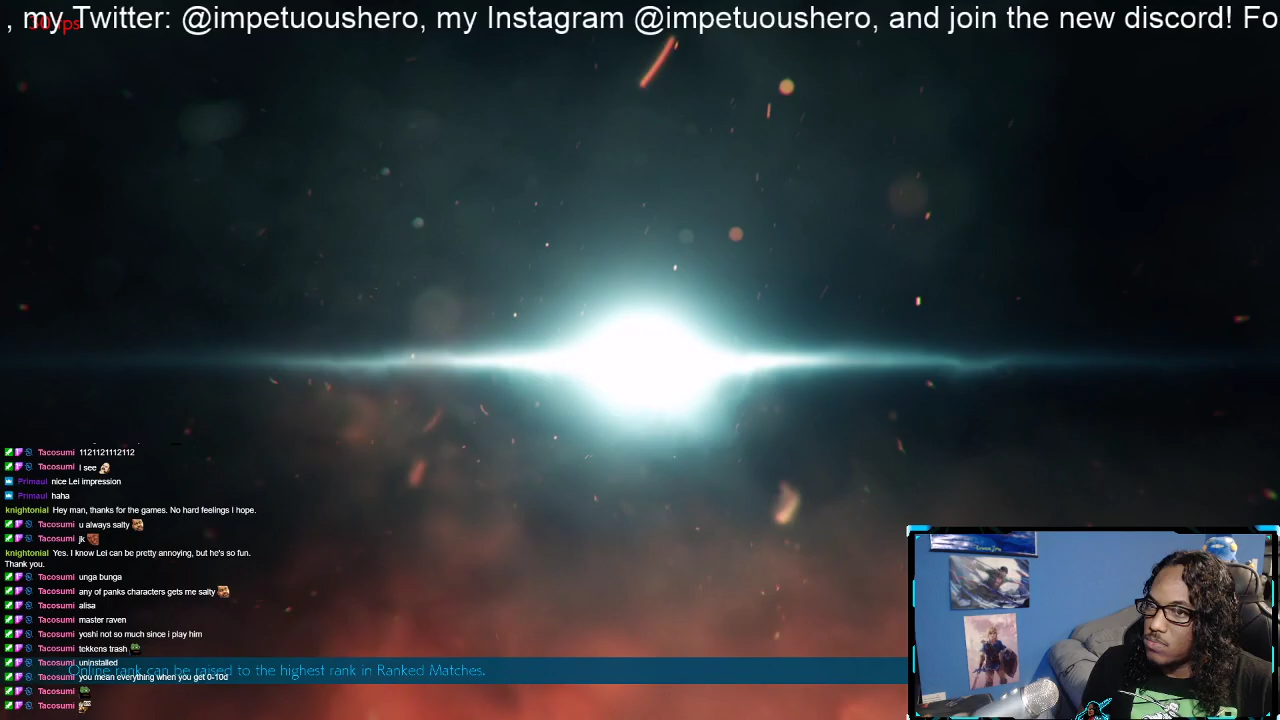 , my Twitter: @impetuoushero, my Instagram @impetuoushero, and join the new discord! Fo
30fps
Tacosumi 1121121112112
Tacosumi I see
Primaul nice Lei impression
Primaul haha
knightonial Hey man, thanks for the games. No hard feelings I hope.
Tacosumi u always salty
Tacosumi jk
knightonial Yes. I know Lei can be pretty annoying, but he's so fun.
Thank you.
Tacosumi unga bunga
Tacosumi any of panks characters gets me salty
Tacosumi alisa
Tacosumi master raven
Tacosumi yoshi not so much since i play him
Tacosumi tekkens trash
Tacosumi uninstalled
Online rank can be raised to the highest rank in Ranked Matches.
Tacosumi you mean everything when you get 0-10d
Tacosumi
Tacosumi